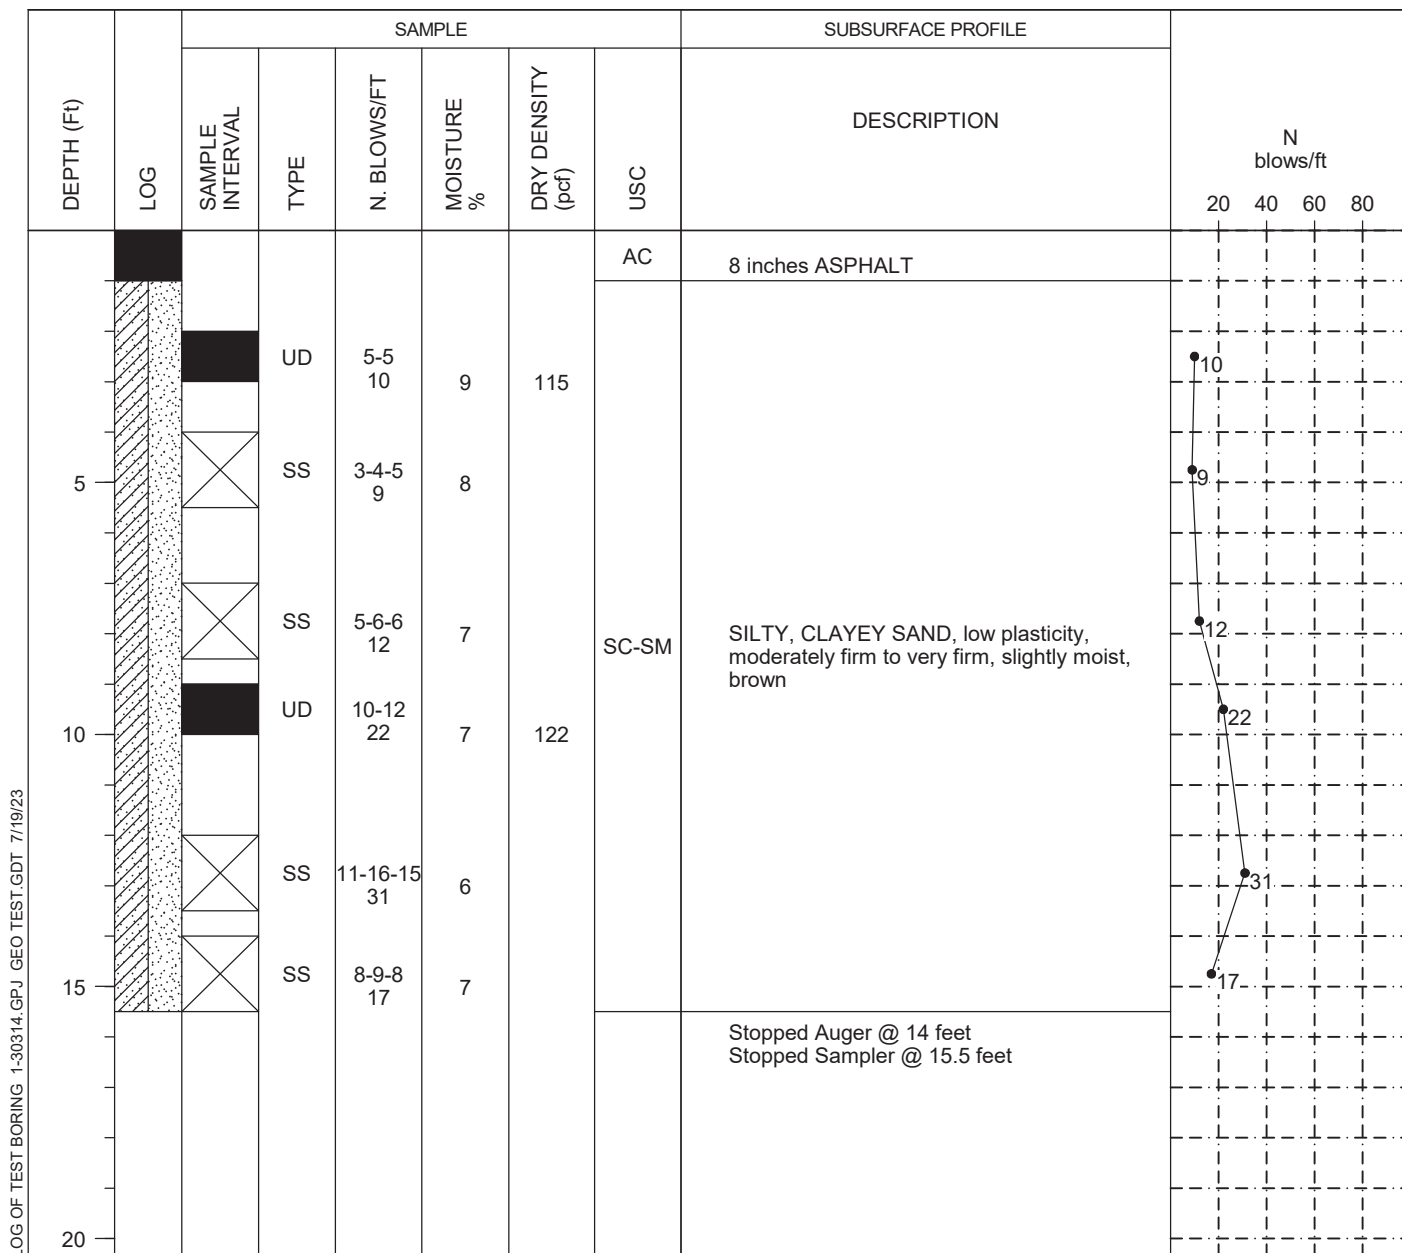 SAMPLE
SUBSURFACE PROFILE
DEPTH (Ft)
LOG
SAMPLE
INTERVAL
TYPE
N. BLOWS/FT
MOISTURE
%
DRY DENSITY
(pcf)
USC
DESCRIPTION
N
blows/ft
20 40 60 80
AC
8 inches ASPHALT
UD
5-5
10
9
115
10
5
SS
3-4-5
9
8
9
SS
5-6-6
12
7
12
SC-SM
SILTY, CLAYEY SAND, low plasticity,
moderately firm to very firm, slightly moist,
brown
10
UD
10-12
22
7
122
22
SS
11-16-15
31
6
31
15
SS
8-9-8
17
7
17
Stopped Auger @ 14 feet
Stopped Sampler @ 15.5 feet
20
LOG OF TEST BORING 1-30314.GPJ GEO TEST.GDT 7/19/23